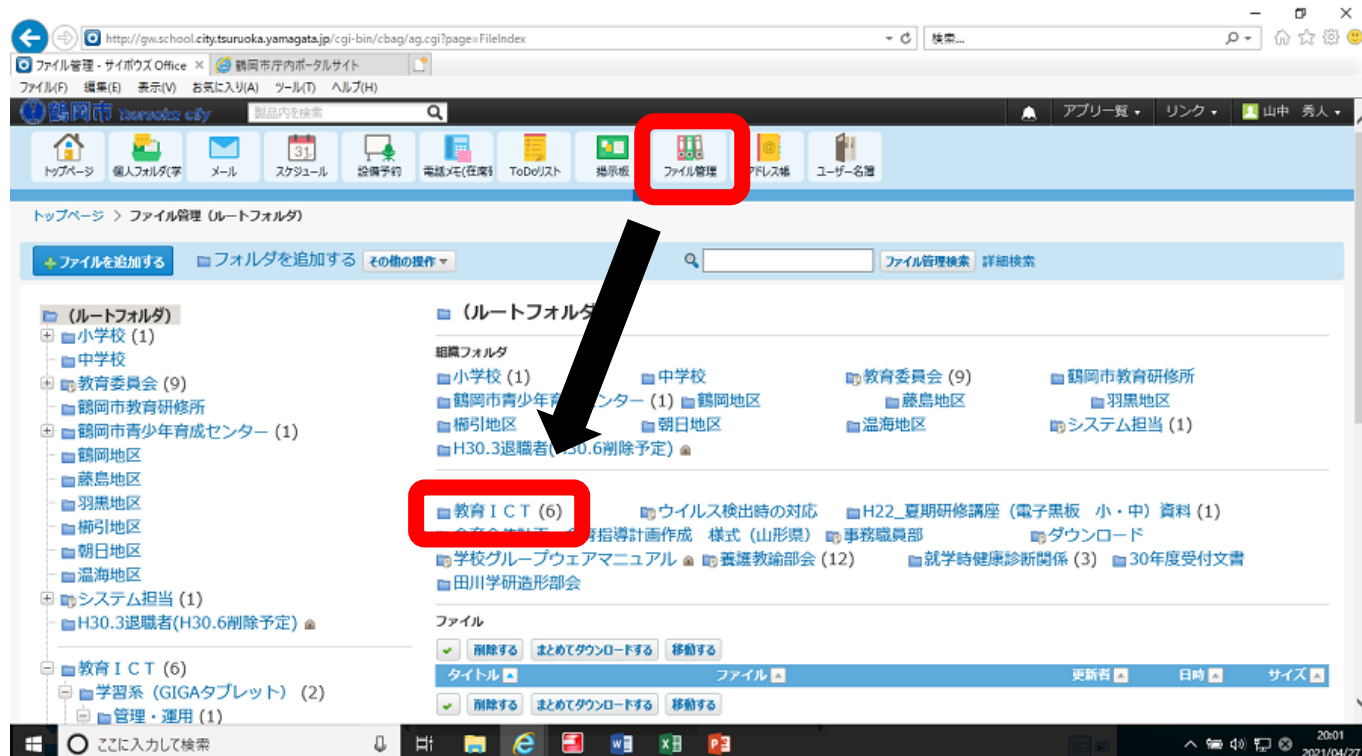 http://gw.school.city.tsuruoka.yamagata.jp/cgi-bin/cbag/ag.cgi?page=FileIndex
検索...
ファイル管理 - サイボウズ Office
鶴岡市庁内ポータルサイト
ファイル(F) 編集(E) 表示(V) お気に入り(A) ツール(T) ヘルプ(H)
鶴岡市 Tsuruoka city 製品内を検索 アプリ一覧 リンク 山中 秀人
トップページ 個人フォルダ(学 メール スケジュール 設備予約 電話メモ(在席 ToDoリスト 掲示板 ファイル管理 ドレス帳 ユーザー名簿
トップページ > ファイル管理 (ルートフォルダ)
ファイルを追加する フォルダを追加する その他の操作 ファイル管理検索 詳細検索
(ルートフォルダ)
小学校 (1)
中学校
教育委員会 (9)
鶴岡市教育研修所
鶴岡市青少年育成センター (1)
鶴岡地区
藤島地区
羽黒地区
櫛引地区
朝日地区
温海地区
システム担当 (1)
H30.3退職者(H30.6削除予定)
教育ＩＣＴ (6)
学習系（GIGAタブレット） (2)
管理・運用 (1)
(ルートフォルダ
組織フォルダ
小学校 (1) 中学校 教育委員会 (9) 鶴岡市教育研修所
鶴岡市青少年育 ンター (1) 鶴岡地区 藤島地区 羽黒地区
櫛引地区 朝日地区 温海地区 システム担当 (1)
H30.3退職者( 0.6削除予定)
教育ＩＣＴ (6) ウイルス検出時の対応 H22_夏期研修講座（電子黒板 小・中）資料 (1)
育指導計画作成 様式（山形県） 事務職員部 ダウンロード
学校グループウェアマニュアル 養護教諭部会 (12) 就学時健康診断関係 (3) 30年度受付文書
田川学研造形部会
ファイル
削除する まとめてダウンロードする 移動する
タイトル ファイル 更新者 日時 サイズ
削除する まとめてダウンロードする 移動する
ここに入力して検索
20:01
2021/04/27